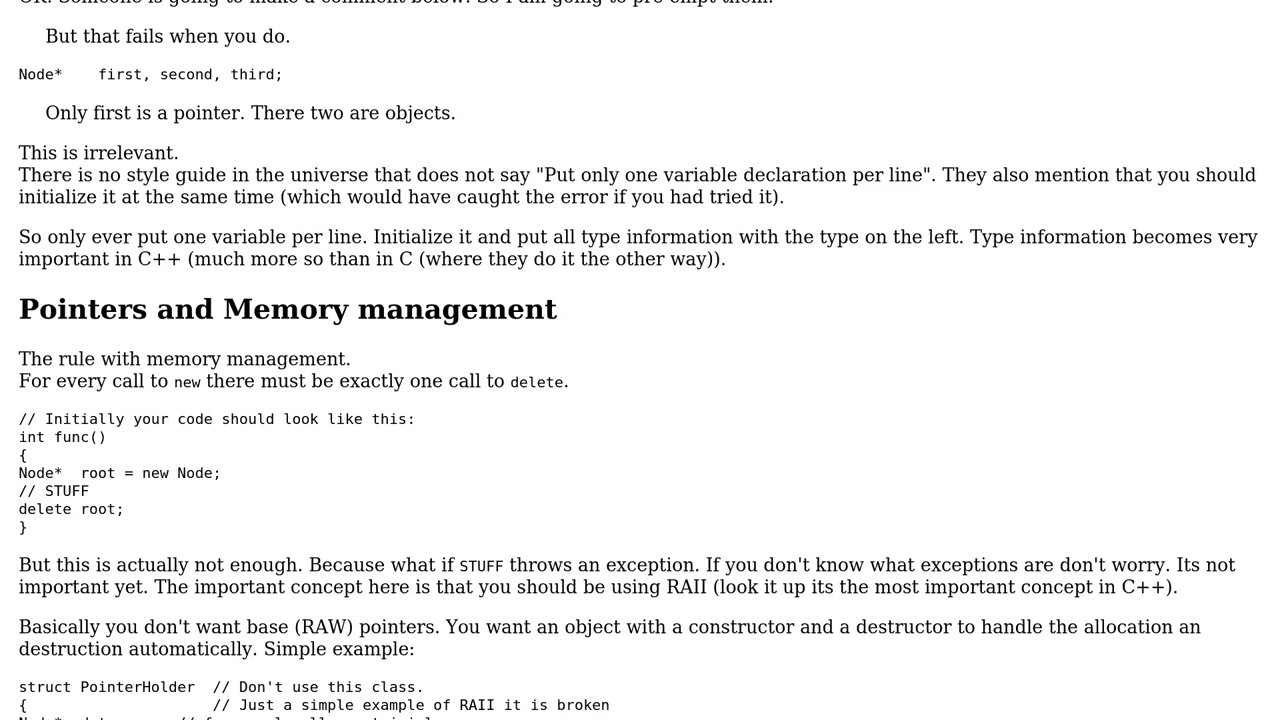 But that fails when you do.
Node*    first, second, third;
Only first is a pointer. There two are objects.
This is irrelevant.
There is no style guide in the universe that does not say "Put only one variable declaration per line". They also mention that you should
initialize it at the same time (which would have caught the error if you had tried it).
So only ever put one variable per line. Initialize it and put all type information with the type on the left. Type information becomes very
important in C++ (much more so than in C (where they do it the other way)).
Pointers and Memory management
The rule with memory management.
For every call to new there must be exactly one call to delete.
// Initially your code should look like this:
int func()
{
Node*  root = new Node;
// STUFF
delete root;
}
But this is actually not enough. Because what if STUFF throws an exception. If you don't know what exceptions are don't worry. Its not
important yet. The important concept here is that you should be using RAII (look it up its the most important concept in C++).
Basically you don't want base (RAW) pointers. You want an object with a constructor and a destructor to handle the allocation an
destruction automatically. Simple example:
struct PointerHolder  // Don't use this class.
{                     // Just a simple example of RAII it is broken